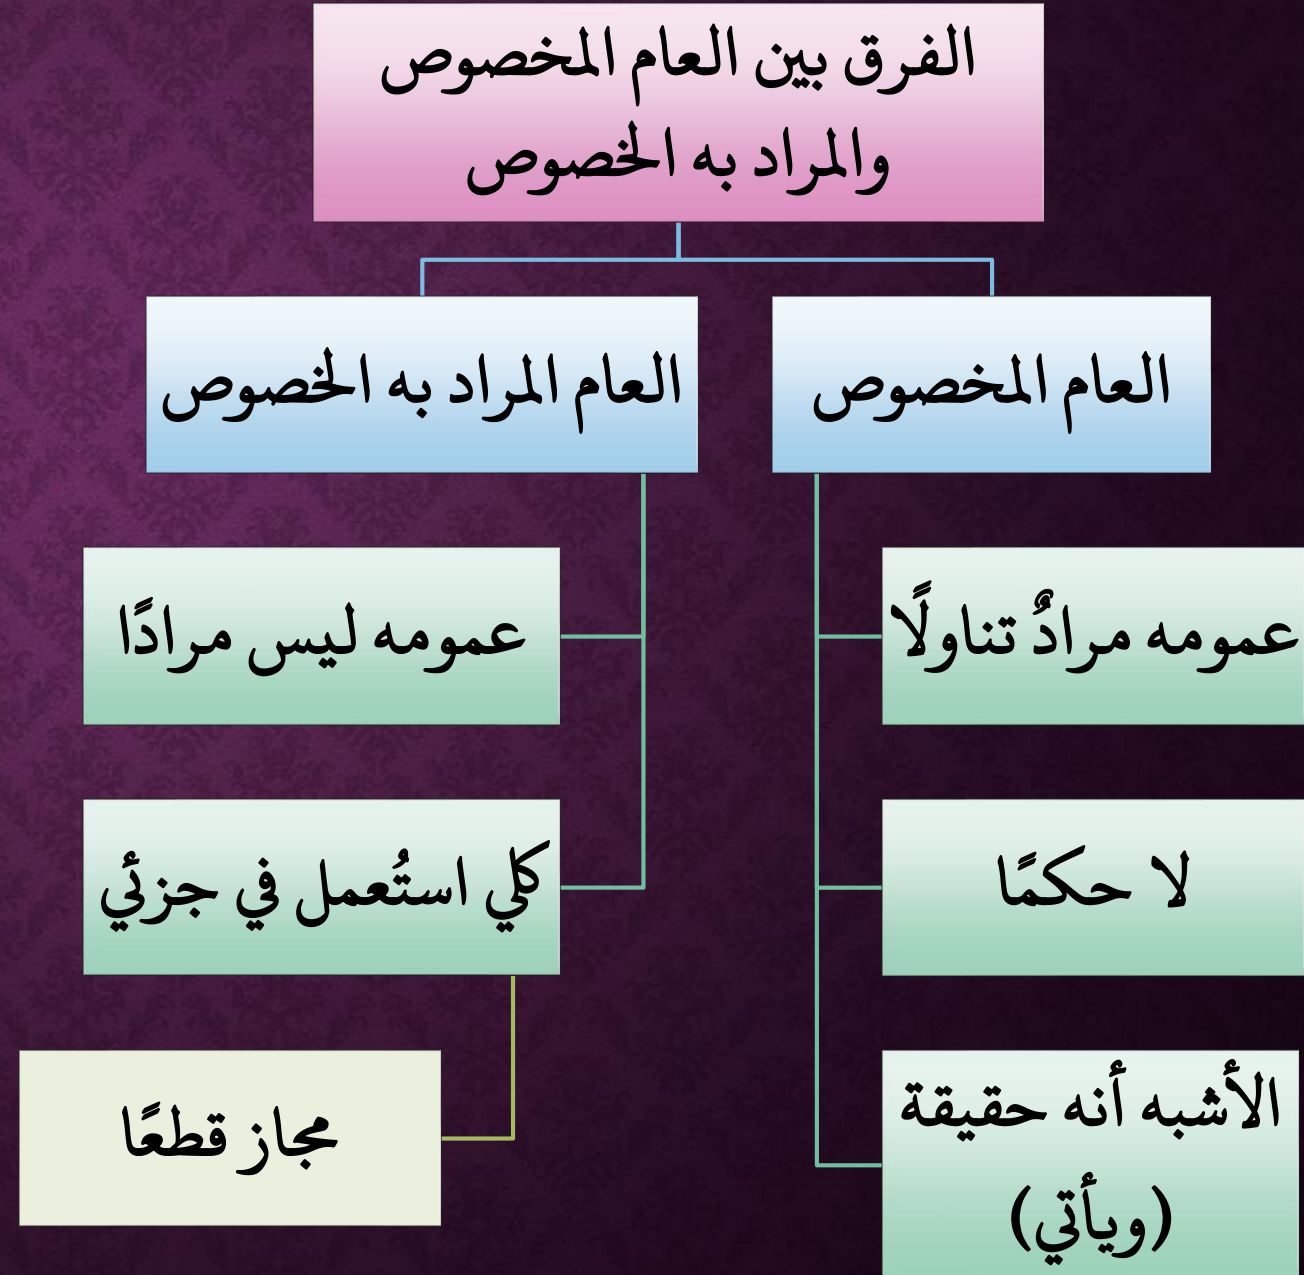 الفرق بين العام المخصوص
والمراد به الخصوص
العام المخصوص
العام المراد به الخصوص
عمومه مرادٌ تناولًا
عمومه ليس مرادًا
لا حكمًا
كلي استُعمل في جزئي
الأشبه أنه حقيقة
(ويأتي)
مجاز قطعًا